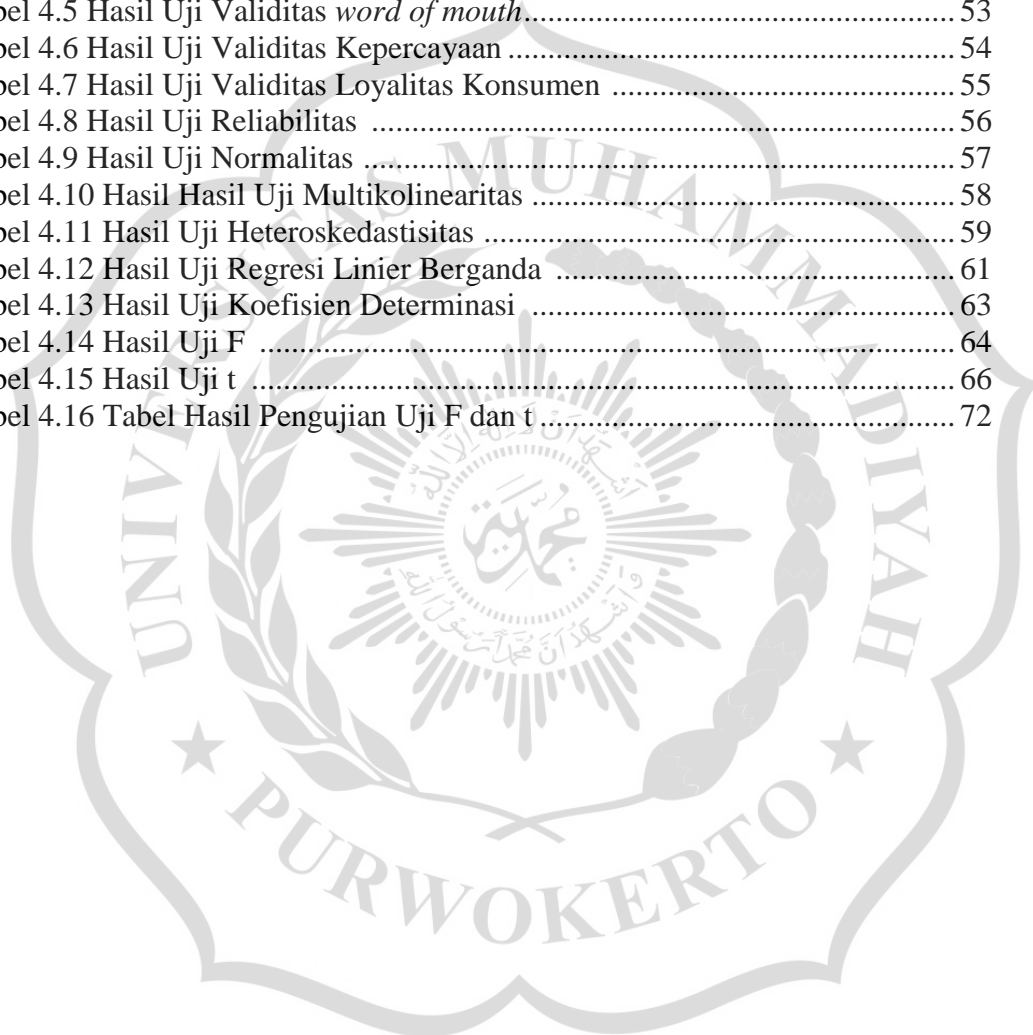 bel 4.5 Hasil Uji Validitas word of mouth.......................................................53
bel 4.6 Hasil Uji Validitas Kepercayaan.........................................................54
bel 4.7 Hasil Uji Validitas Loyalitas Konsumen ............................................55
bel 4.8 Hasil Uji Reliabilitas .........................................................................56
bel 4.9 Hasil Uji Normalitas ..........................................................................57
bel 4.10 Hasil Hasil Uji Multikolinearitas .....................................................58
bel 4.11 Hasil Uji Heteroskedastisitas ...........................................................59
bel 4.12 Hasil Uji Regresi Linier Berganda ..................................................61
bel 4.13 Hasil Uji Koefisien Determinasi .....................................................63
bel 4.14 Hasil Uji F .......................................................................................64
bel 4.15 Hasil Uji t ........................................................................................66
bel 4.16 Tabel Hasil Pengujian Uji F dan t....................................................72
UNIVERSITAS MUHAMMADIYAH
PURWOKERTO